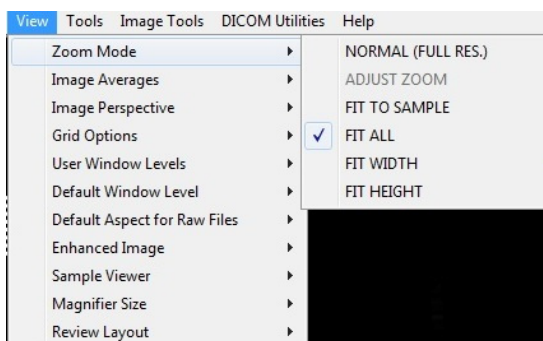 View Tools Image Tools DICOM Utilities Help
Zoom Mode
Image Averages
Image Perspective
Grid Options
User Window Levels
Default Window Level
Default Aspect for Raw Files
Enhanced Image
Sample Viewer
Magnifier Size
Review Layout
NORMAL (FULL RES.)
ADJUST ZOOM
FIT TO SAMPLE
FIT ALL
FIT WIDTH
FIT HEIGHT